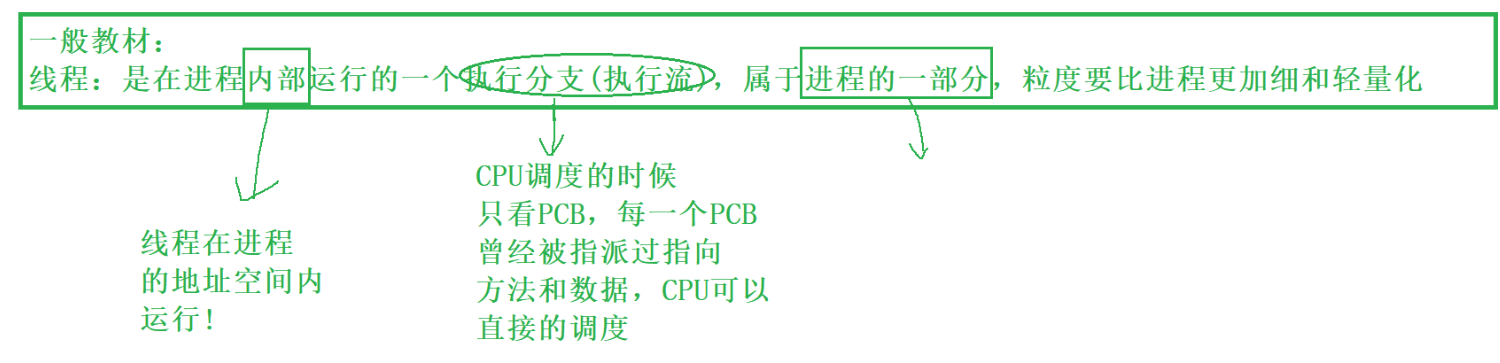 一般教材：
线程：是在进程内部运行的一个执行分支(执行流)，属于进程的一部分，粒度要比进程更加细和轻量化
线程在进程
的地址空间内
运行！
CPU调度的时候
只看PCB，每一个PCB
曾经被指派过指向
方法和数据，CPU可以
直接的调度